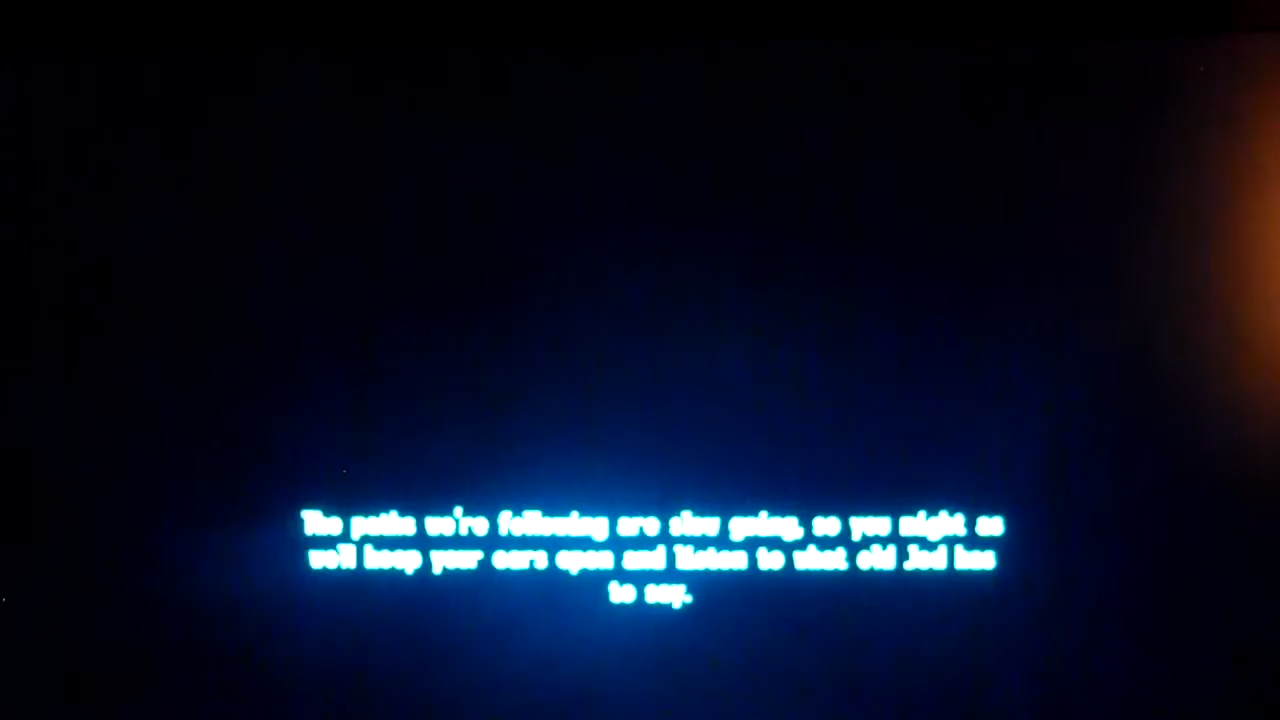 The paths we're following are slow going, so you might as
well keep your ears open and listen to what old Jed has
to say.